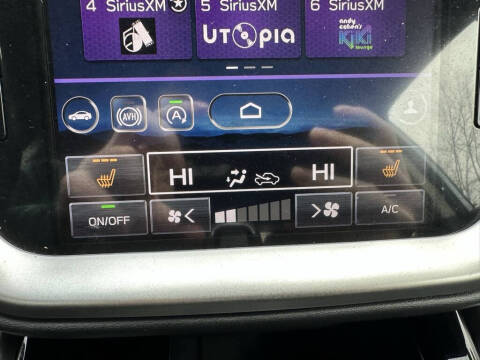 4 SiriusXM 5 SiriusXM 6 SiriusXM
UTOPIA
andy cohen's
KiKi
lounge
AVH A
HI HI
ON/OFF A/C